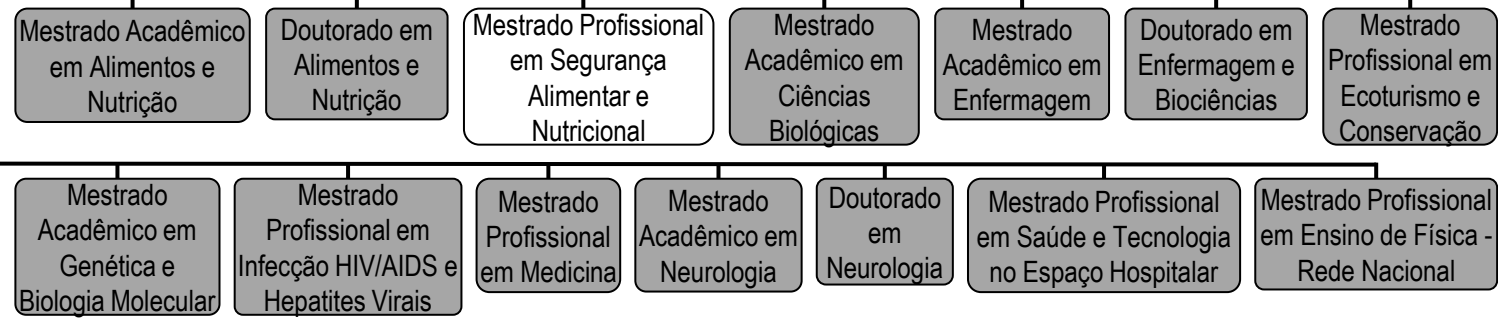 Mestrado Acadêmico
em Alimentos e
Nutrição
Doutorado em
Alimentos e
Nutrição
Mestrado Profissional
em Segurança
Alimentar e
Nutricional
Mestrado
Acadêmico em
Ciências
Biológicas
Mestrado
Acadêmico em
Enfermagem
Doutorado em
Enfermagem e
Biociências
Mestrado
Profissional em
Ecoturismo e
Conservação
Mestrado
Acadêmico em
Genética e
Biologia Molecular
Mestrado
Profissional em
Infecção HIV/AIDS e
Hepatites Virais
Mestrado
Profissional
em Medicina
Mestrado
Acadêmico em
Neurologia
Doutorado
em
Neurologia
Mestrado Profissional
em Saúde e Tecnologia
no Espaço Hospitalar
Mestrado Profissional
em Ensino de Física -
Rede Nacional